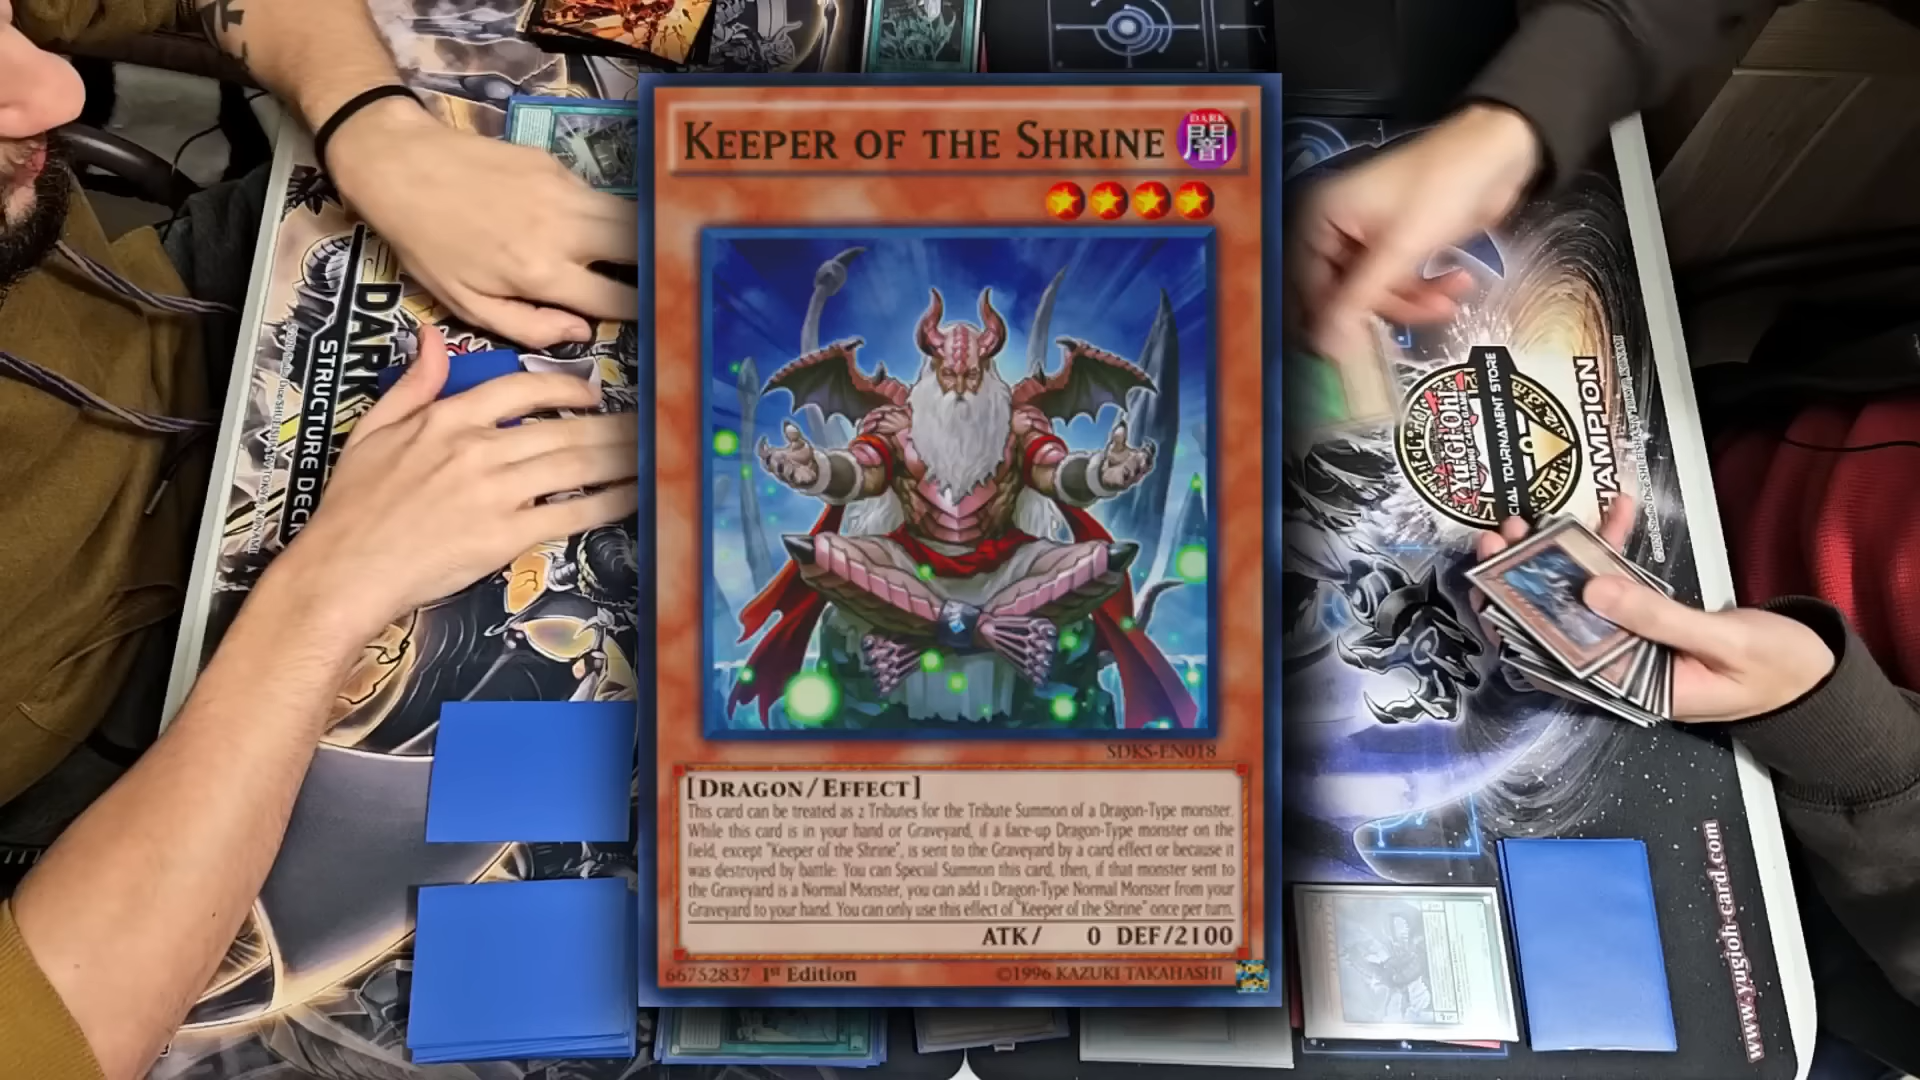 KEEPER OF THE SHRINE
DARK
闇
SDKS-EN018
[DRAGON/EFFECT]
This card can be treated as 2 Tributes for the Tribute Summon of a Dragon-Type monster.
While this card is in your hand or Graveyard, if a face-up Dragon-Type monster on the
field, except "Keeper of the Shrine", is sent to the Graveyard by a card effect or because it
was destroyed by battle: You can Special Summon this card, then, if that monster sent to
the Graveyard is a Normal Monster, you can add 1 Dragon-Type Normal Monster from your
Graveyard to your hand. You can only use this effect of "Keeper of the Shrine" once per turn.
ATK/ 0 DEF/2100
66752837 1st Edition
©1996 KAZUKI TAKAHASHI
DARK
STRUCTURE DECK
Yu-Gi-Oh!
TRADING CARD GAME
CIAL TOURNAMENT STORE
HAMPION
www.yugioh-card.com